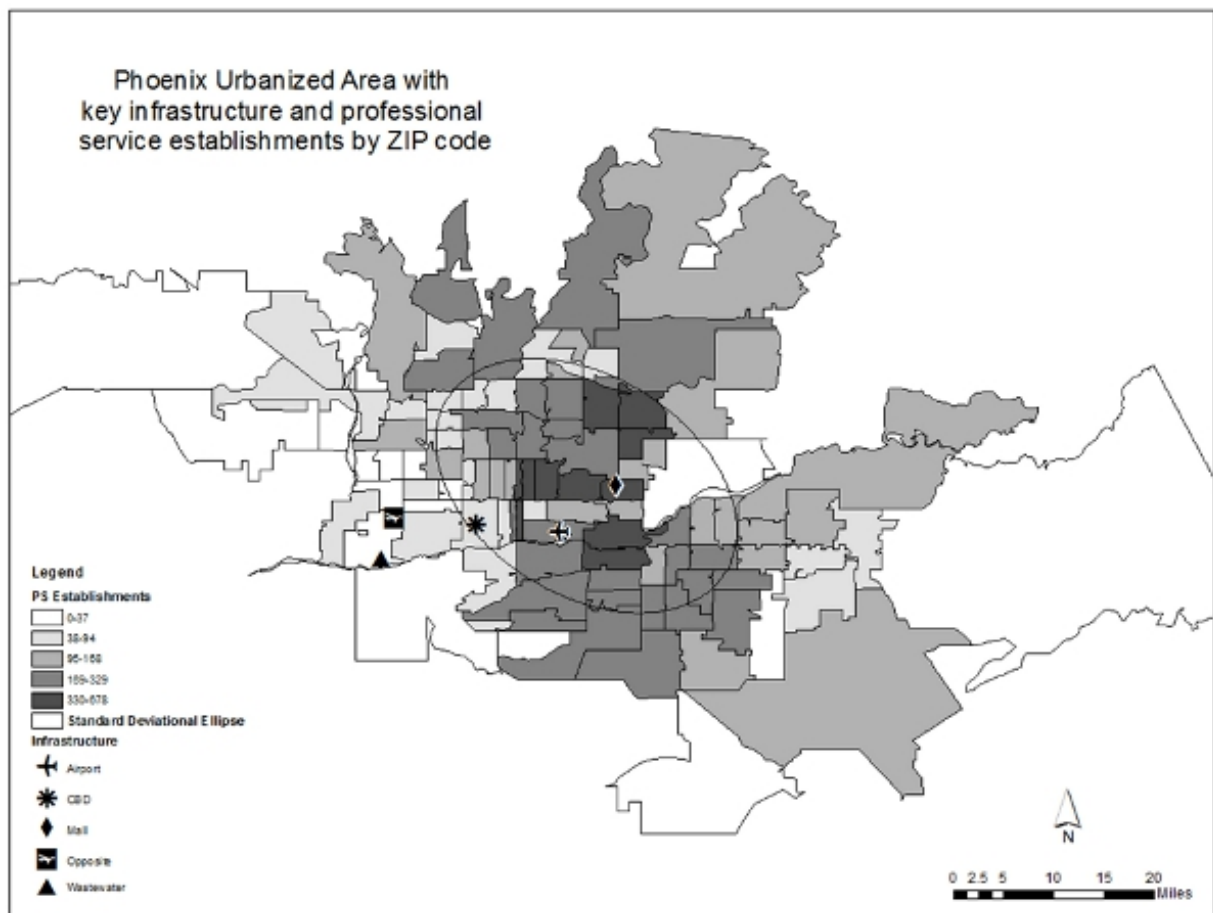 Phoenix Urbanized Area with
key infrastructure and professional
service establishments by ZIP code
Legend
PS Establishments
0-37
38-94
95-168
169-329
330-678
Standard Deviational Ellipse
Infrastructure
Airport
CBD
Mall
Opposite
Wastewater
N
0 2.5 5 10 15 20
Miles